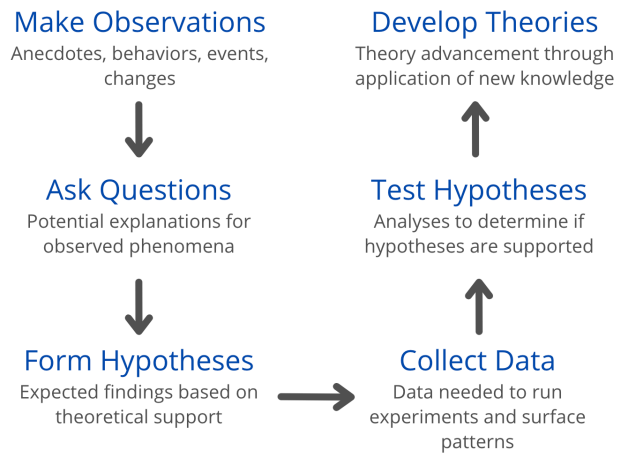 Make Observations
Anecdotes, behaviors, events,
changes
Ask Questions
Potential explanations for
observed phenomena
Form Hypotheses
Expected findings based on
theoretical support
Collect Data
Data needed to run
experiments and surface
patterns
Test Hypotheses
Analyses to determine if
hypotheses are supported
Develop Theories
Theory advancement through
application of new knowledge